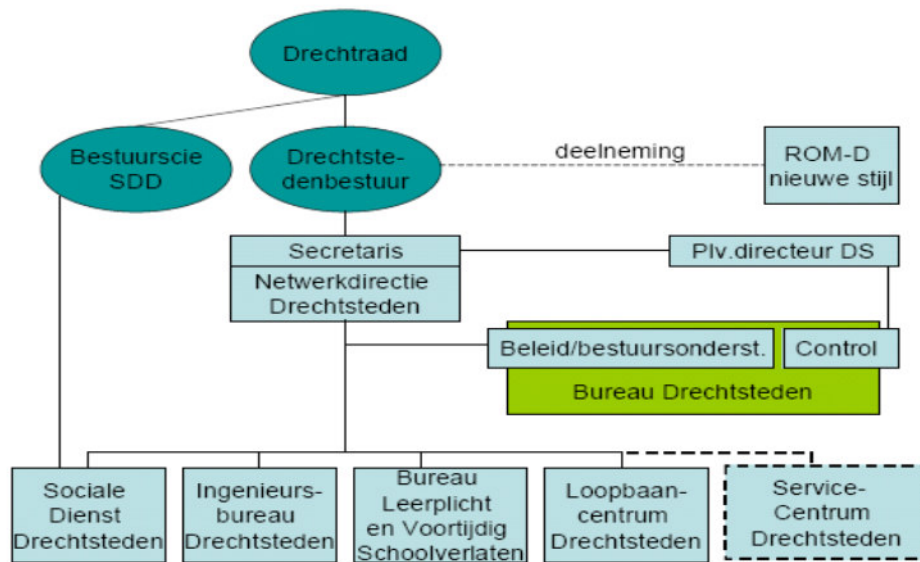 Drechtraad
Bestuurscie
SDD
Drechtste-
denbestuur
deelneming
ROM-D
nieuwe stijl
Secretaris
Netwerkdirectie
Drechtsteden
Plv.directeur DS
Beleid/bestuursonderst.
Control
Bureau Drechtsteden
Sociale
Dienst
Drechtsteden
Ingenieurs-
bureau
Drechtsteden
Bureau
Leerplicht
en Voortijdig
Schoolverlaten
Loopbaan-
centrum
Drechtsteden
Service-
Centrum
Drechtsteden